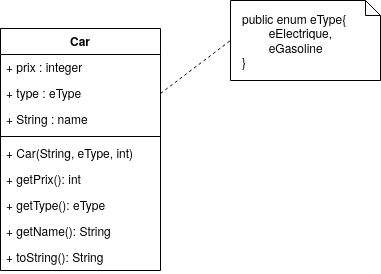 Car
+ prix : integer
+ type : eType
+ String : name
+ Car(String, eType, int)
+ getPrix(): int
+ getType(): eType
+ getName(): String
+ toString(): String
public enum eType{
eElectrique,
eGasoline
}